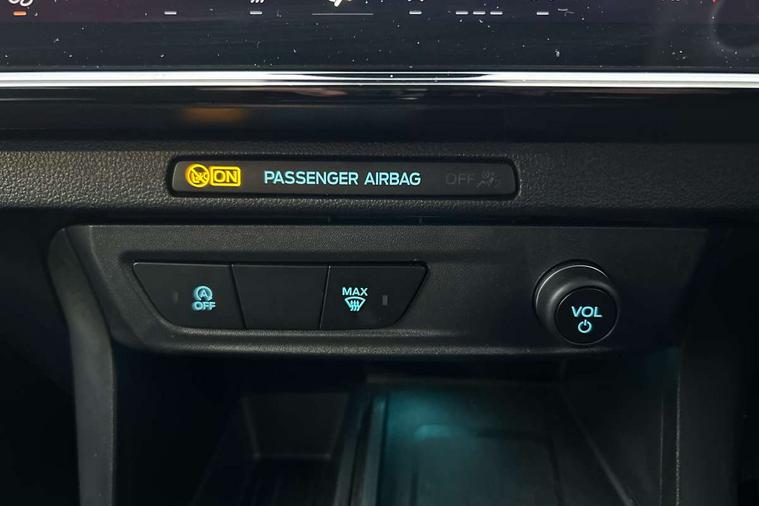 ON PASSENGER AIRBAG OFF
A
OFF
MAX
VOL